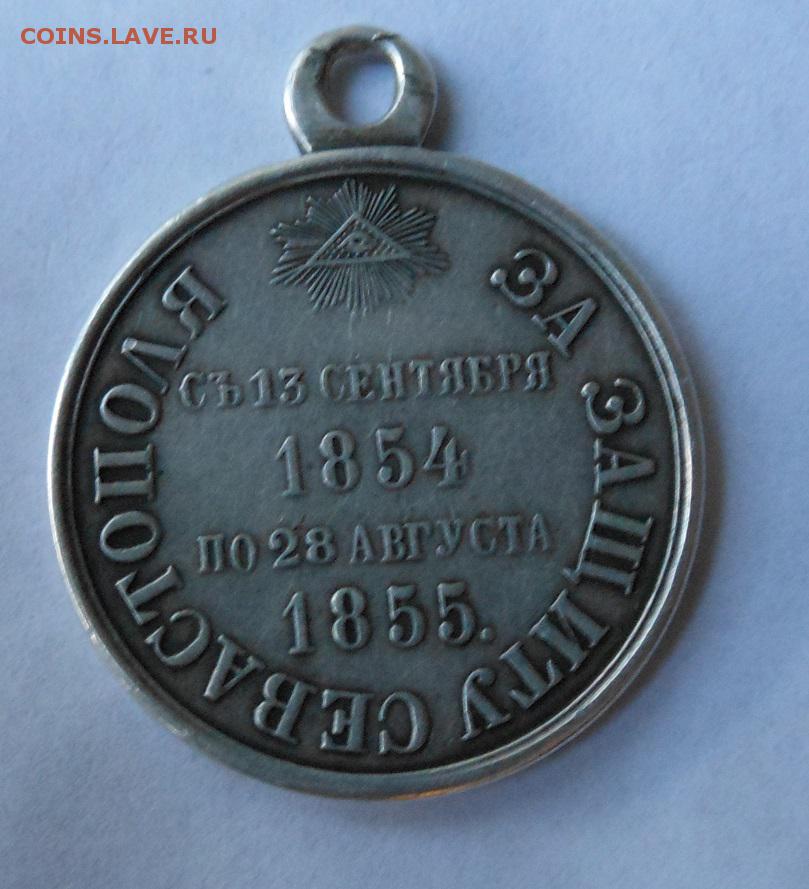 COINS.LAVE.RU
ЗА ЗАЩИТУ СЕВАСТОПОЛЯ
СЪ 13 СЕНТЯБРЯ
1854
ПО 28 АВГУСТА
1855.